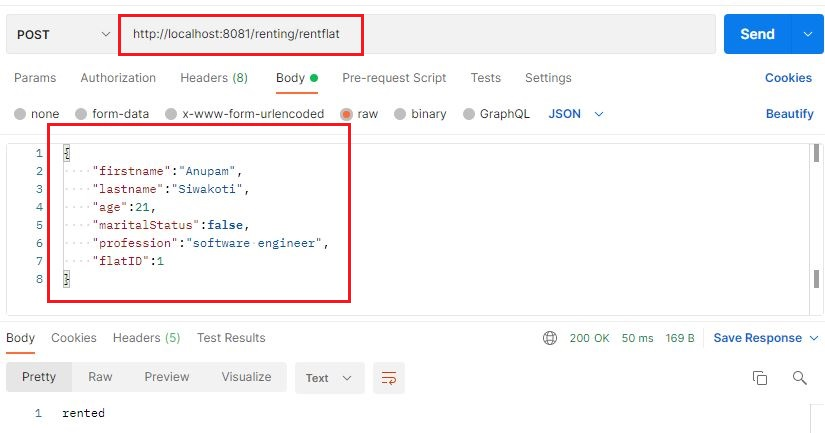 POST http://localhost:8081/renting/rentflat Send
Params Authorization Headers (8) Body Pre-request Script Tests Settings Cookies
none form-data x-www-form-urlencoded raw binary GraphQL JSON Beautify
1 {
2 "firstname":"Anupam",
3 "lastname":"Siwakoti",
4 "age":21,
5 "maritalStatus":false,
6 "profession":"software engineer",
7 "flatID":1
8 }
Body Cookies Headers (5) Test Results 200 OK 50 ms 169 B Save Response
Pretty Raw Preview Visualize Text
1 rented